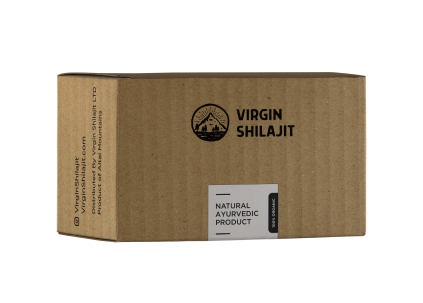 VIRGIN
SHILAJIT
NATURAL
AYURVEDIC
PRODUCT
100% ORGANIC
VirginShilajit
VirginShilajit.com
Distributed By Virgin Shilajit LTD
Product of Altai Mountains